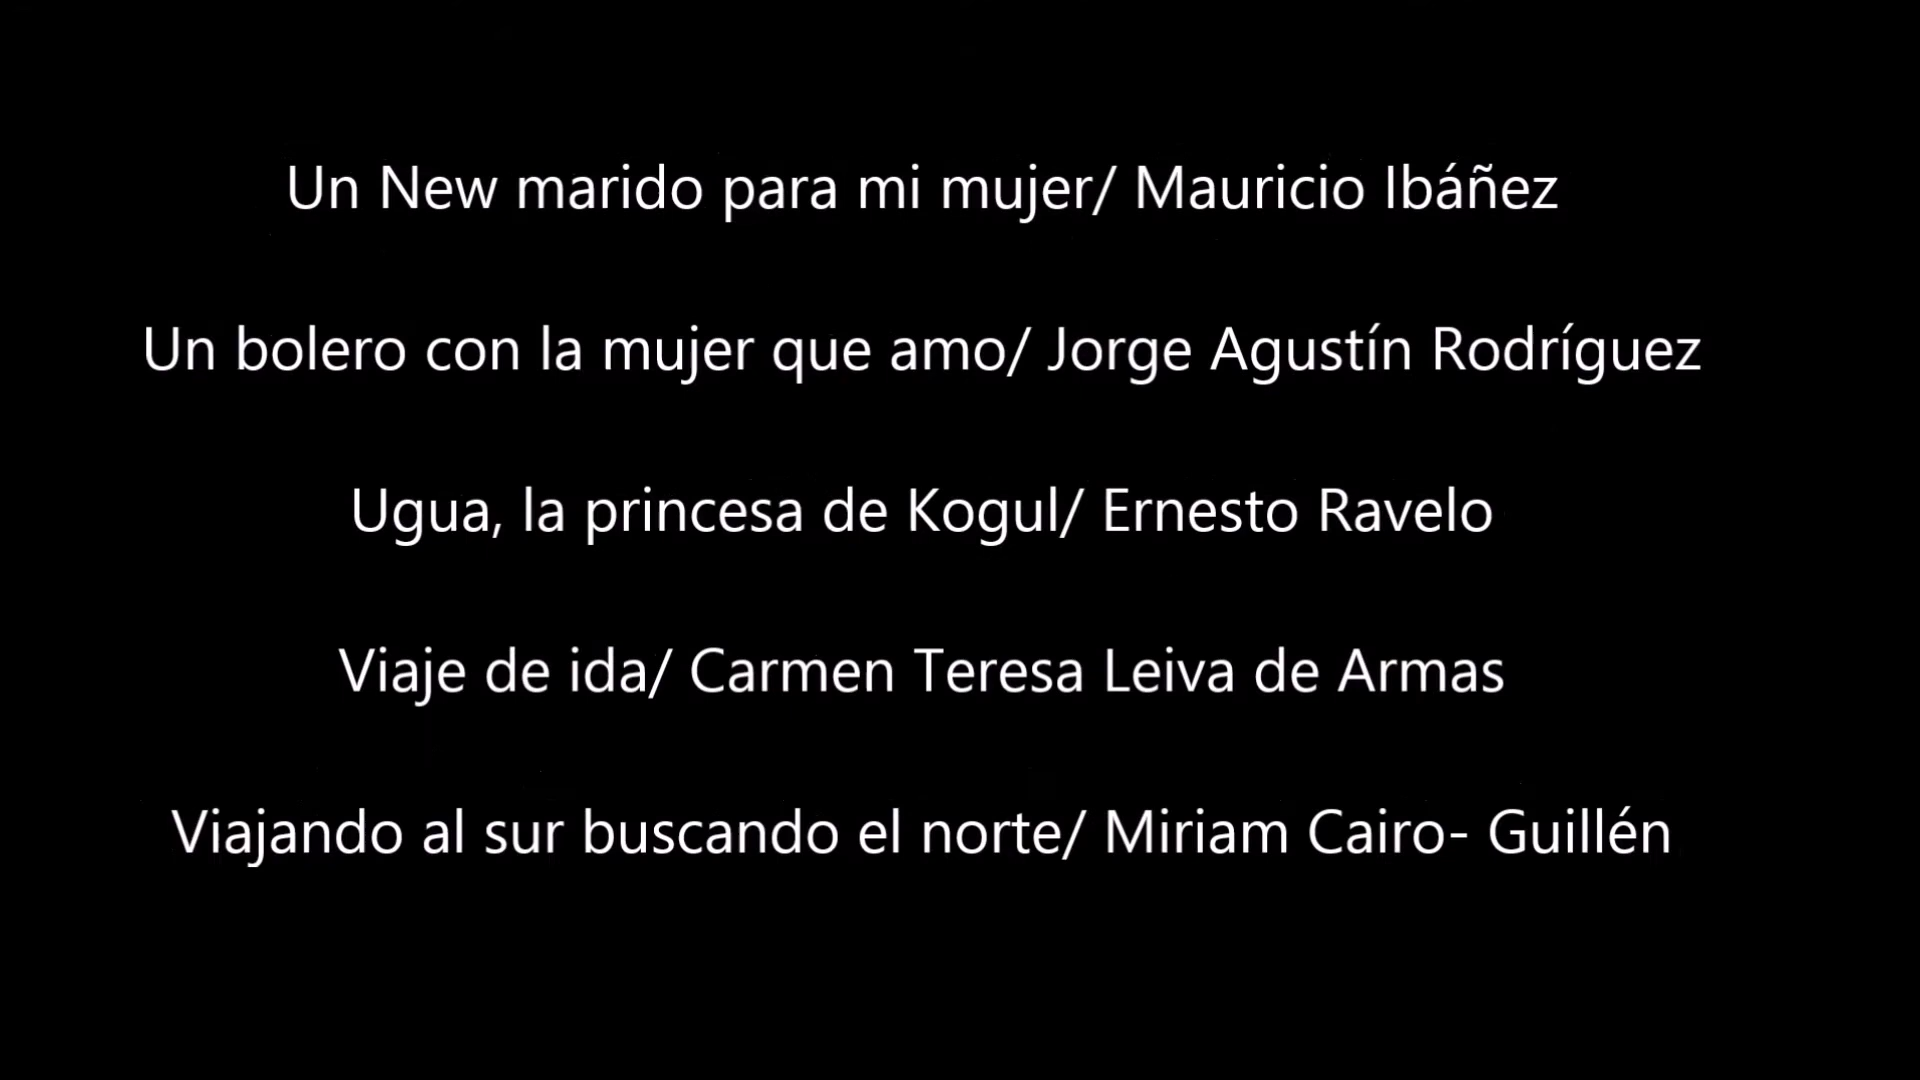 Un New marido para mi mujer/ Mauricio Ibáñez
Un bolero con la mujer que amo/ Jorge Agustín Rodríguez
Ugua, la princesa de Kogul/ Ernesto Ravelo
Viaje de ida/ Carmen Teresa Leiva de Armas
Viajando al sur buscando el norte/ Miriam Cairo- Guillén